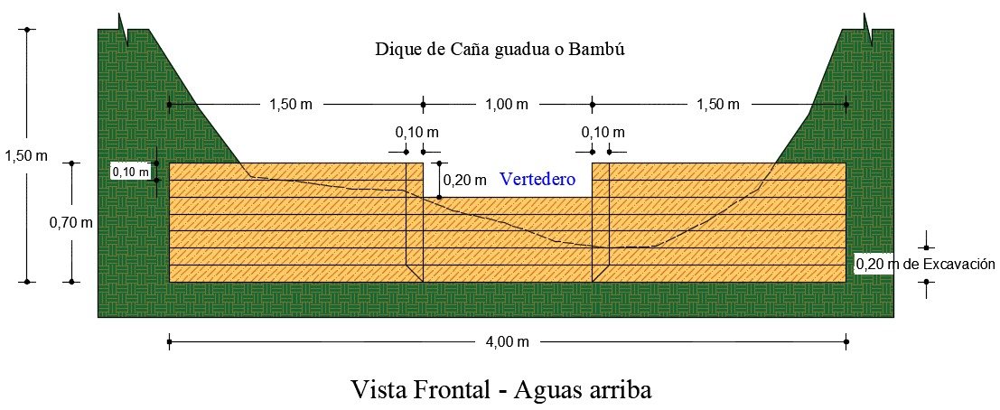 Dique de Caña guadua o Bambú
1,50 m
1,00 m
1,50 m
0,10 m
0,10 m
1,50 m
0,10 m
0,20 m
Vertedero
0,70 m
0,20 m de Excavación
4,00 m
Vista Frontal - Aguas arriba